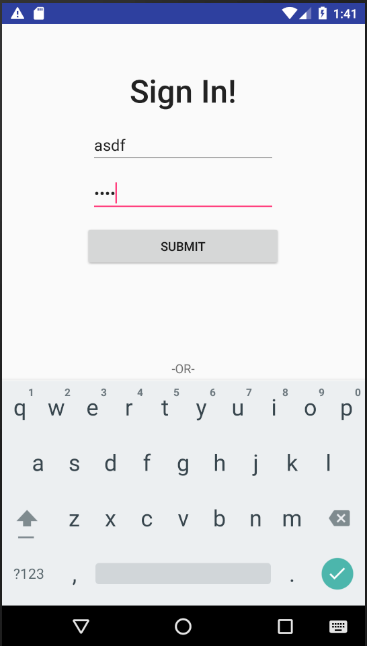 1:41
Sign In!
asdf
••••
SUBMIT
-OR-
1 2 3 4 5 6 7 8 9 0
q w e r t y u i o p
a s d f g h j k l
z x c v b n m
?123 , .